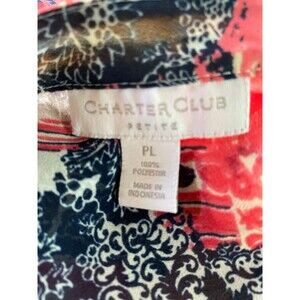 CHARTER CLUB
PETITE
PL
100%
POLYESTER
MADE IN
INDONESIA